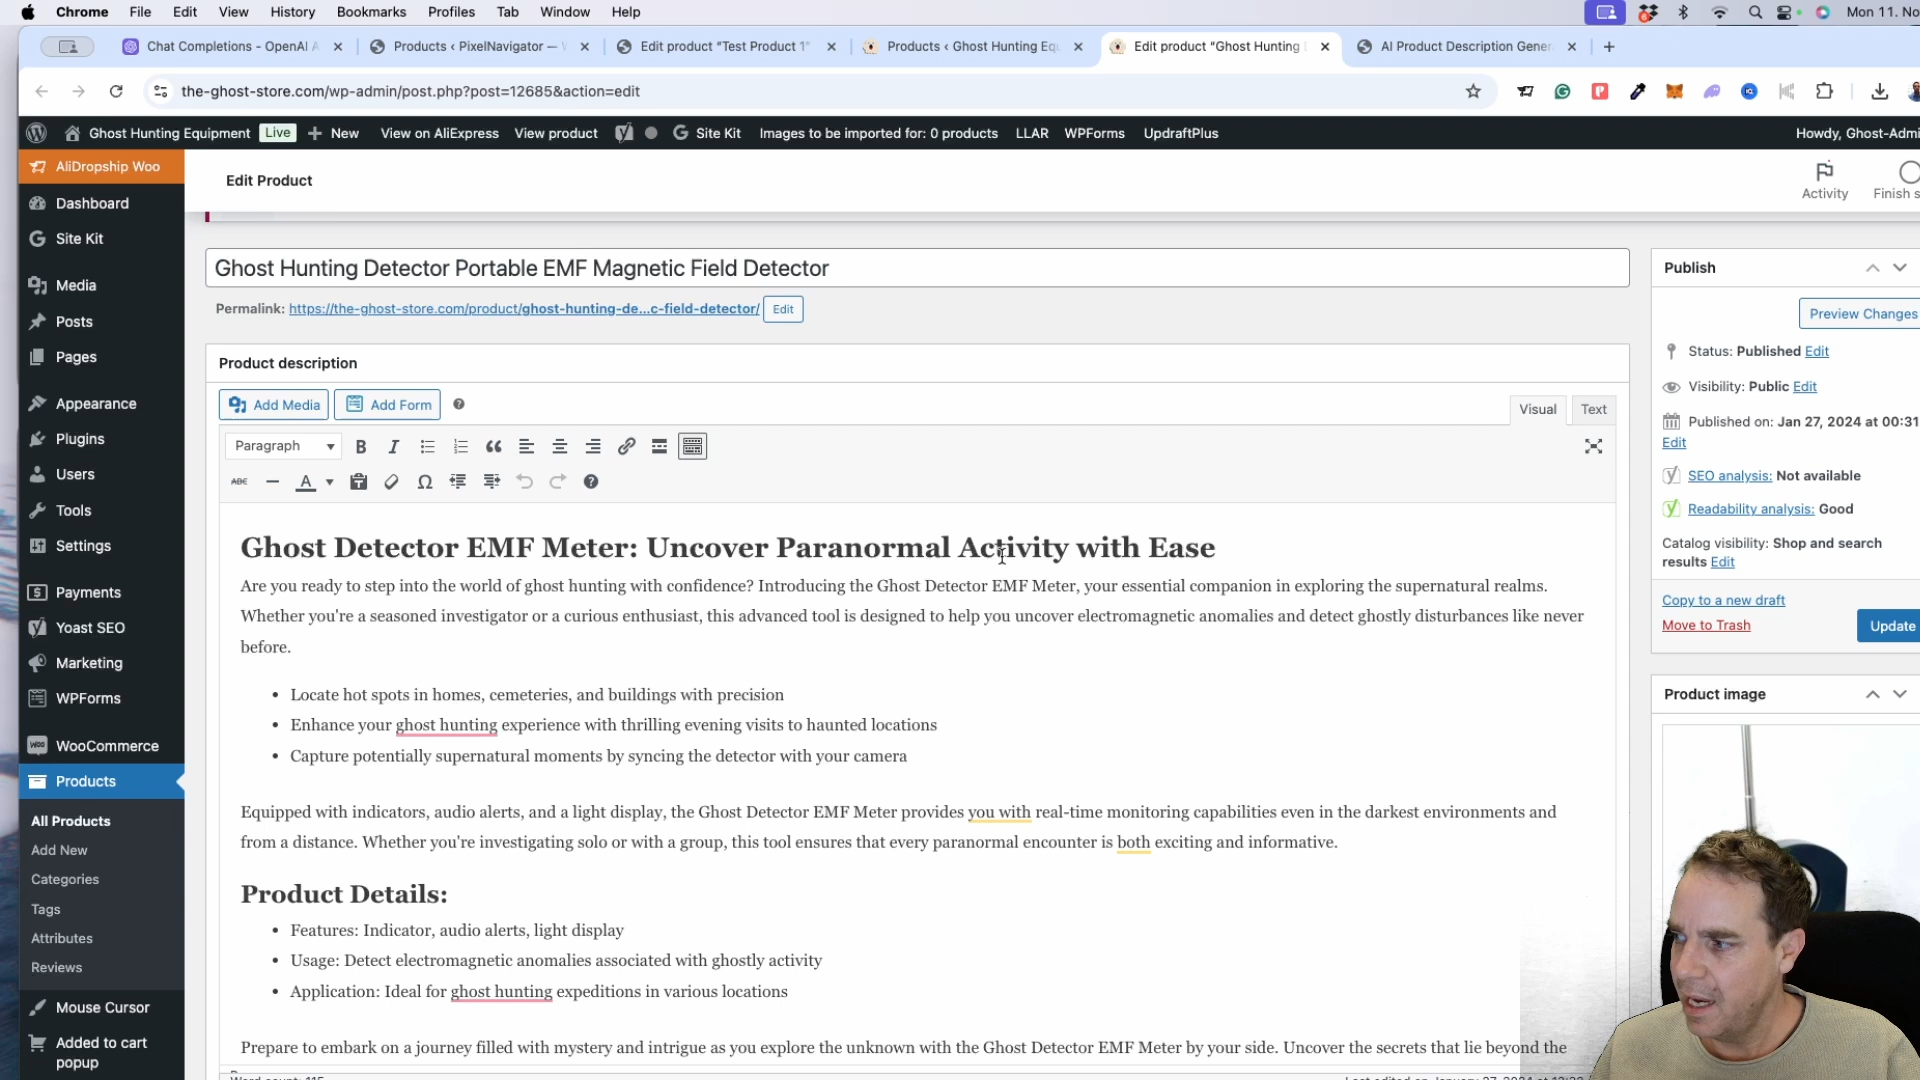 Chrome File Edit View History Bookmarks Profiles Tab Window Help Mon 11. No
Chat Completions - OpenAI A Products ‹ PixelNavigator — Edit product "Test Product 1" Products ‹ Ghost Hunting Equ Edit product "Ghost Hunting AI Product Description Gener
the-ghost-store.com/wp-admin/post.php?post=12685&action=edit
Ghost Hunting Equipment Live New View on AliExpress View product Site Kit Images to be imported for: 0 products LLAR WPForms UpdraftPlus Howdy, Ghost-Admi
AliDropship Woo
Dashboard
Site Kit
Media
Posts
Pages
Appearance
Plugins
Users
Tools
Settings
Payments
Yoast SEO
Marketing
WPForms
WooCommerce
Products
All Products
Add New
Categories
Tags
Attributes
Reviews
Mouse Cursor
Added to cart
popup
Edit Product
Activity
Finish s
Ghost Hunting Detector Portable EMF Magnetic Field Detector
Permalink: https://the-ghost-store.com/product/ghost-hunting-de...c-field-detector/ Edit
Product description
Add Media Add Form
Visual Text
Paragraph
Ghost Detector EMF Meter: Uncover Paranormal Activity with Ease
Are you ready to step into the world of ghost hunting with confidence? Introducing the Ghost Detector EMF Meter, your essential companion in exploring the supernatural realms.
Whether you're a seasoned investigator or a curious enthusiast, this advanced tool is designed to help you uncover electromagnetic anomalies and detect ghostly disturbances like never
before.
• Locate hot spots in homes, cemeteries, and buildings with precision
• Enhance your ghost hunting experience with thrilling evening visits to haunted locations
• Capture potentially supernatural moments by syncing the detector with your camera
Equipped with indicators, audio alerts, and a light display, the Ghost Detector EMF Meter provides you with real-time monitoring capabilities even in the darkest environments and
from a distance. Whether you're investigating solo or with a group, this tool ensures that every paranormal encounter is both exciting and informative.
Product Details:
• Features: Indicator, audio alerts, light display
• Usage: Detect electromagnetic anomalies associated with ghostly activity
• Application: Ideal for ghost hunting expeditions in various locations
Prepare to embark on a journey filled with mystery and intrigue as you explore the unknown with the Ghost Detector EMF Meter by your side. Uncover the secrets that lie beyond the
Publish
Preview Changes
Status: Published Edit
Visibility: Public Edit
Published on: Jan 27, 2024 at 00:31
Edit
SEO analysis: Not available
Readability analysis: Good
Catalog visibility: Shop and search
results Edit
Copy to a new draft
Move to Trash
Update
Product image